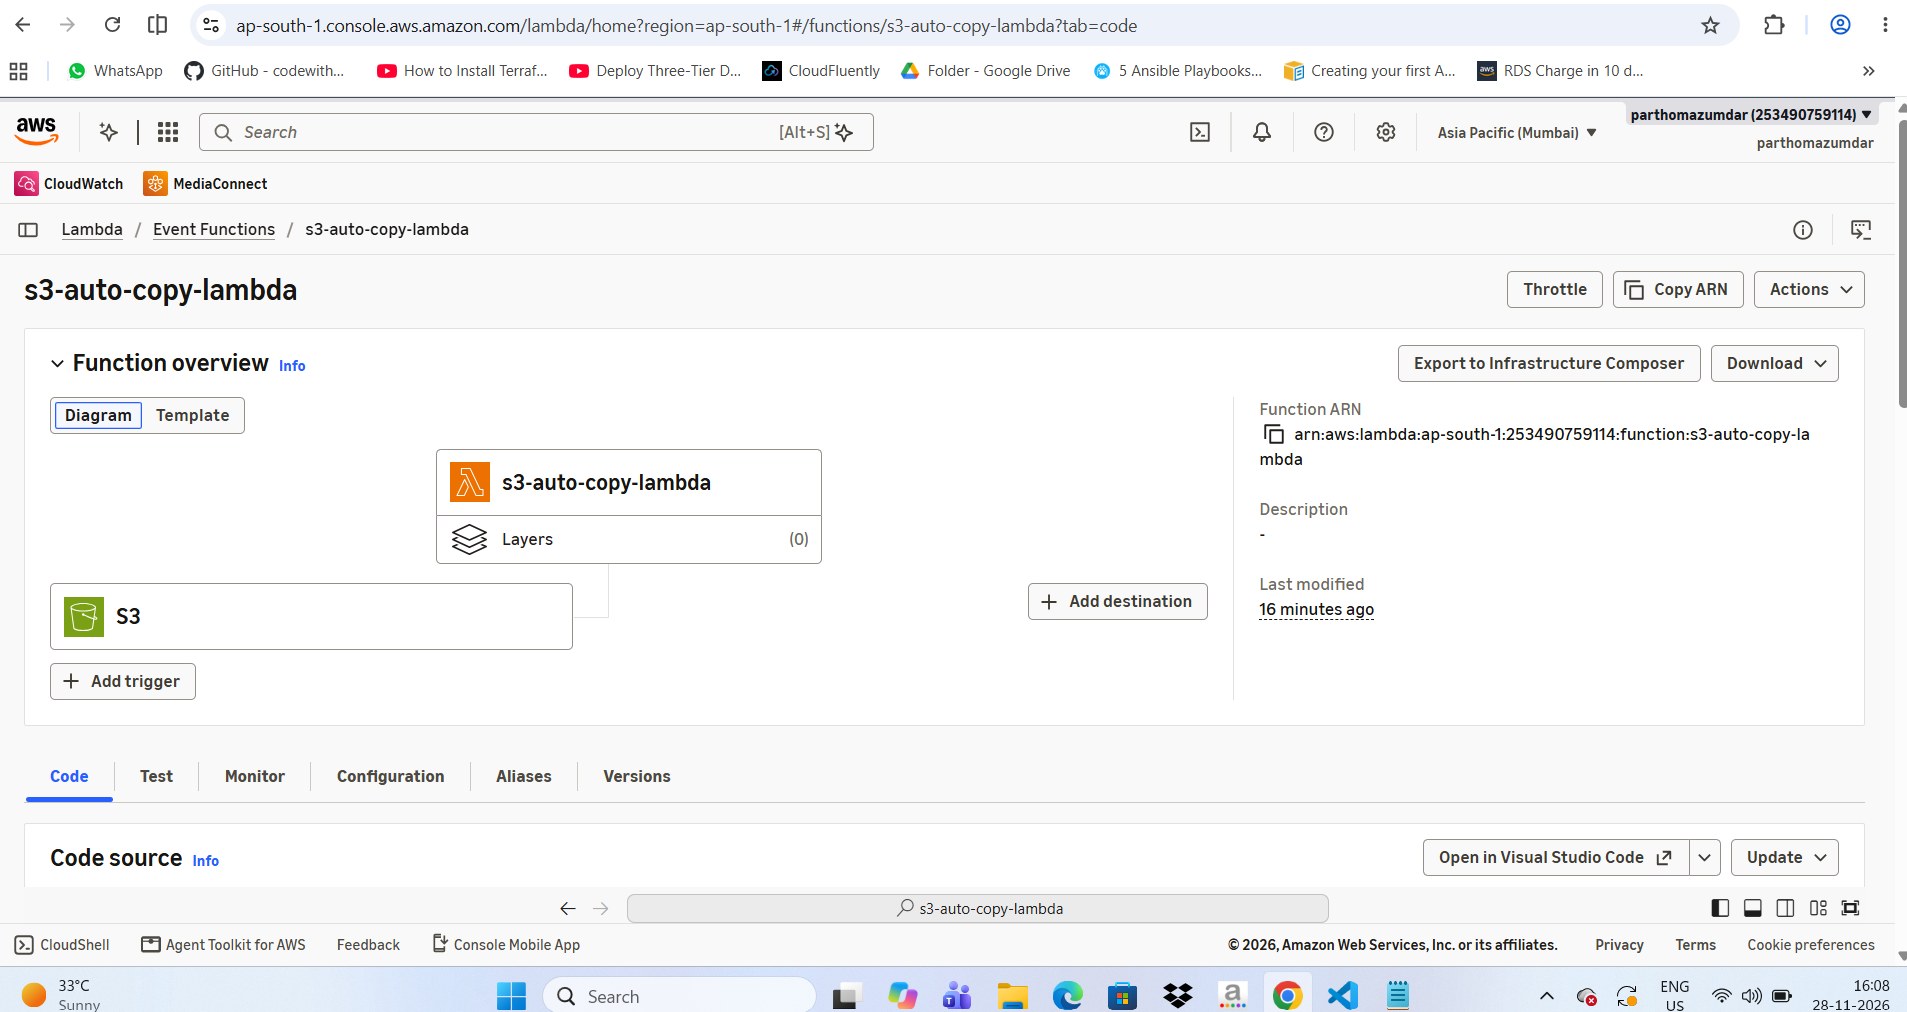 ap-south-1.console.aws.amazon.com/lambda/home?region=ap-south-1#/functions/s3-auto-copy-lambda?tab=code
WhatsApp GitHub - codewith... How to Install Terraf... Deploy Three-Tier D... CloudFluently Folder - Google Drive 5 Ansible Playbooks... aws Creating your first A... aws RDS Charge in 10 d... »
aws Search [Alt+S] Asia Pacific (Mumbai) parthomazumdar (253490759114)
parthomazumdar
CloudWatch MediaConnect
Lambda / Event Functions / s3-auto-copy-lambda
s3-auto-copy-lambda Throttle Copy ARN Actions
Function overview Info Export to Infrastructure Composer Download
Diagram Template
Function ARN
arn:aws:lambda:ap-south-1:253490759114:function:s3-auto-copy-la
mbda
s3-auto-copy-lambda
Layers (0)
Description
-
S3
+ Add destination
Last modified
16 minutes ago
+ Add trigger
Code Test Monitor Configuration Aliases Versions
Code source Info Open in Visual Studio Code Update
s3-auto-copy-lambda
CloudShell Agent Toolkit for AWS Feedback Console Mobile App © 2026, Amazon Web Services, Inc. or its affiliates. Privacy Terms Cookie preferences
33°C
Sunny
Search
ENG
US
16:08
28-11-2026